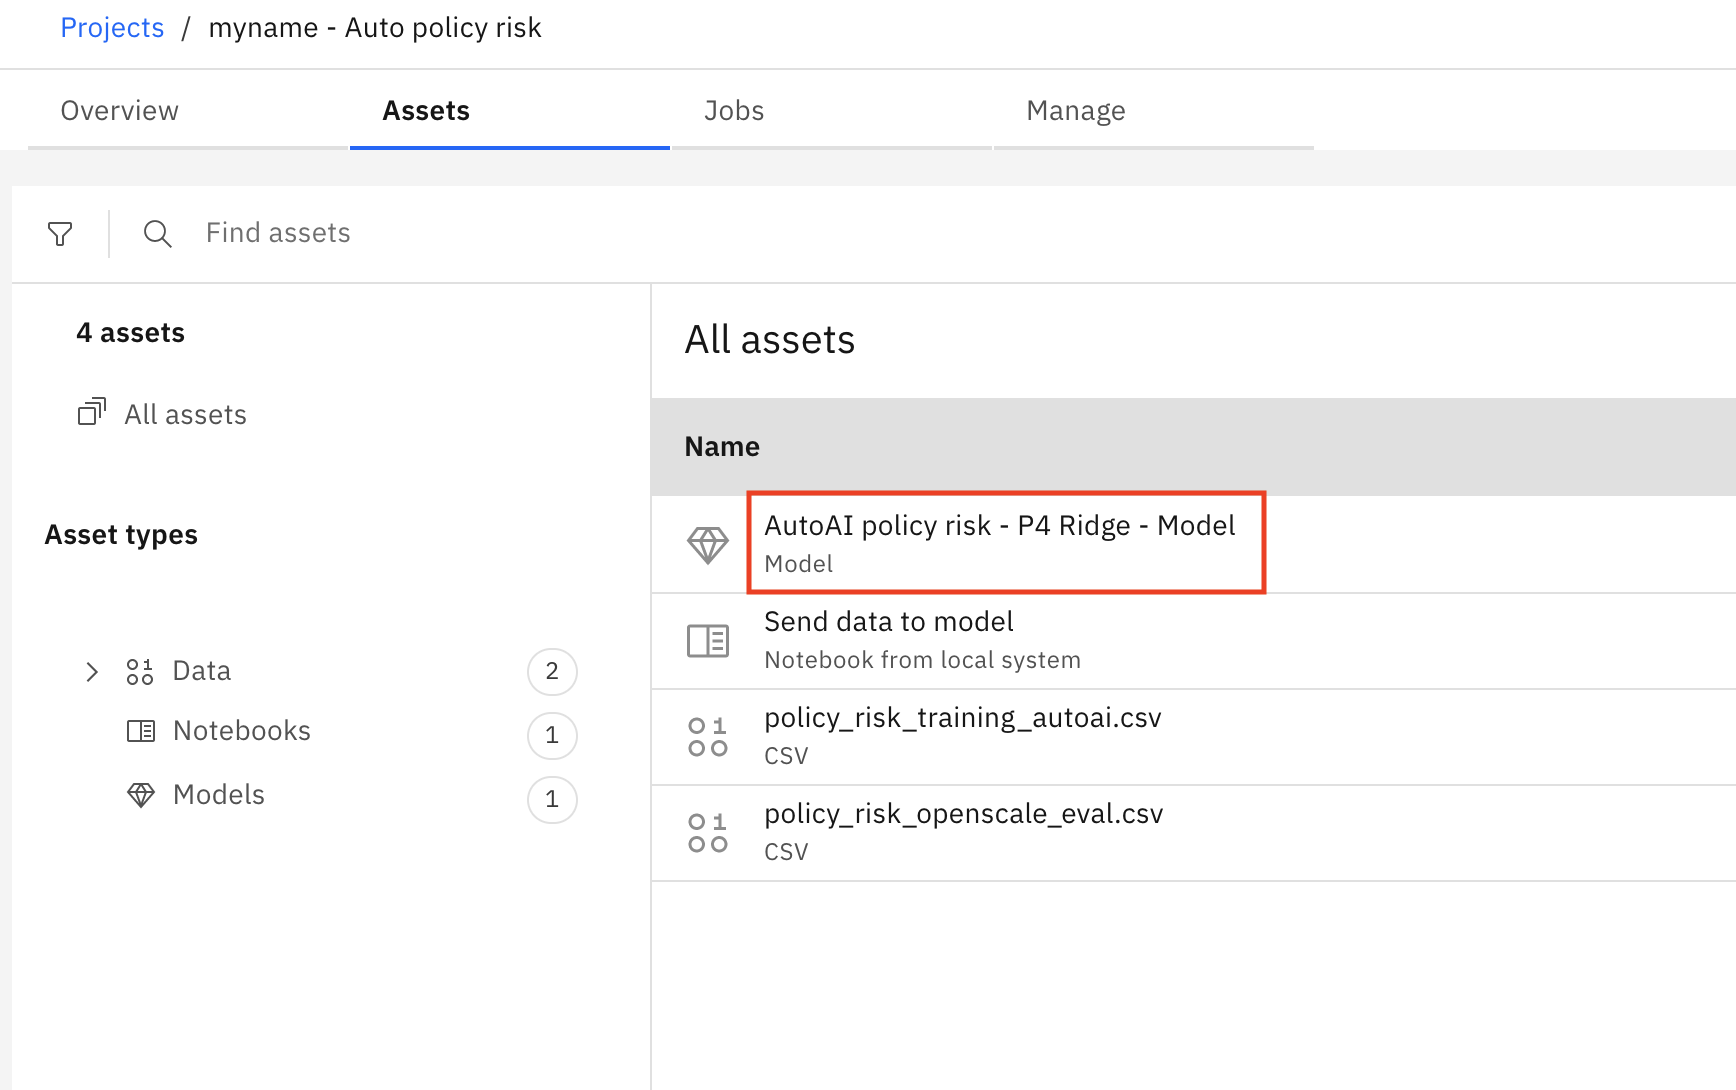 Projects / myname - Auto policy risk
Overview Assets Jobs Manage
Find assets
4 assets
All assets
Asset types
Data 2
Notebooks 1
Models 1
All assets
Name
AutoAI policy risk - P4 Ridge - Model
Model
Send data to model
Notebook from local system
policy_risk_training_autoai.csv
CSV
policy_risk_openscale_eval.csv
CSV